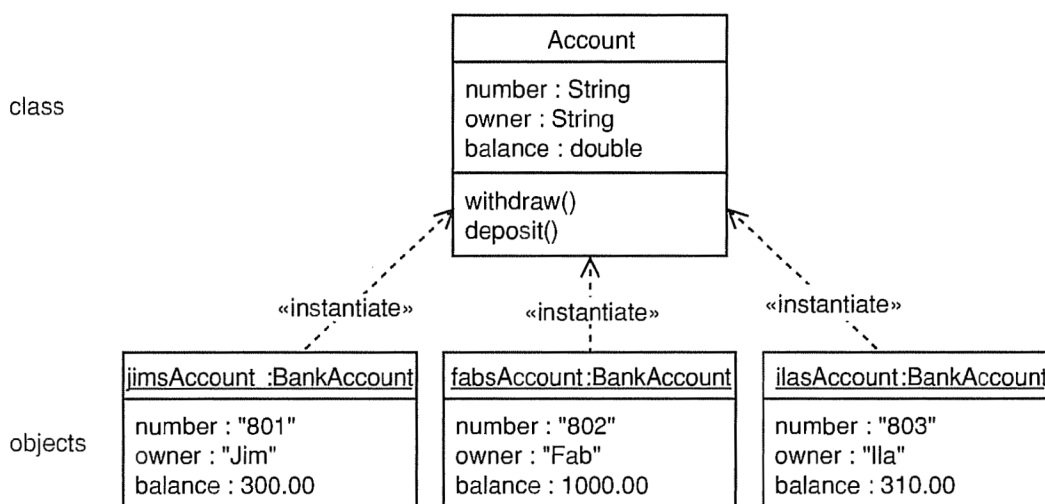 Account
class
number : String
owner : String
balance : double
withdraw()
deposit()
«instantiate»
«instantiate»
«instantiate»
jimsAccount :BankAccount
fabsAccount:BankAccount
ilasAccount:BankAccount
objects
number : "801"
owner : "Jim"
balance : 300.00
number : "802"
owner : "Fab"
balance : 1000.00
number : "803"
owner : "Ila"
balance : 310.00